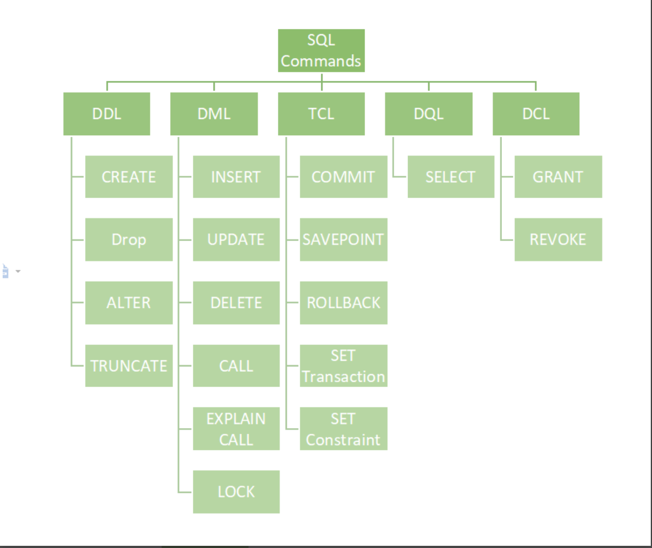 SQL
Commands
DDL
DML
TCL
DQL
DCL
CREATE
INSERT
COMMIT
SELECT
GRANT
Drop
UPDATE
SAVEPOINT
REVOKE
ALTER
DELETE
ROLLBACK
TRUNCATE
CALL
SET
Transaction
EXPLAIN
CALL
SET
Constraint
LOCK